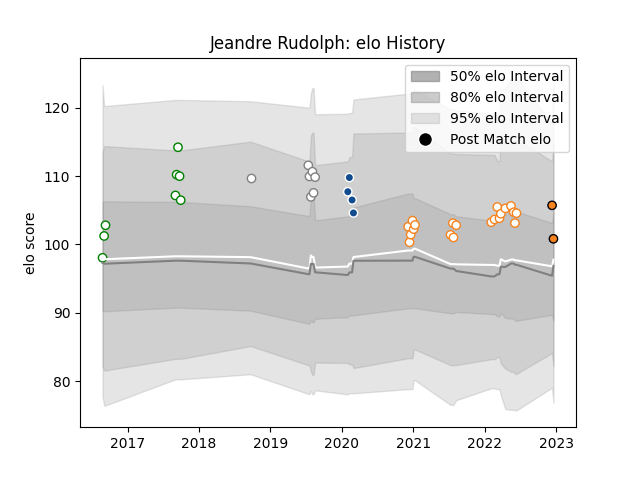 Jeandre Rudolph: elo History
50% elo Interval
80% elo Interval
95% elo Interval
Post Match elo
elo score
120
110
100
90
80
2017 2018 2019 2020 2021 2022 2023